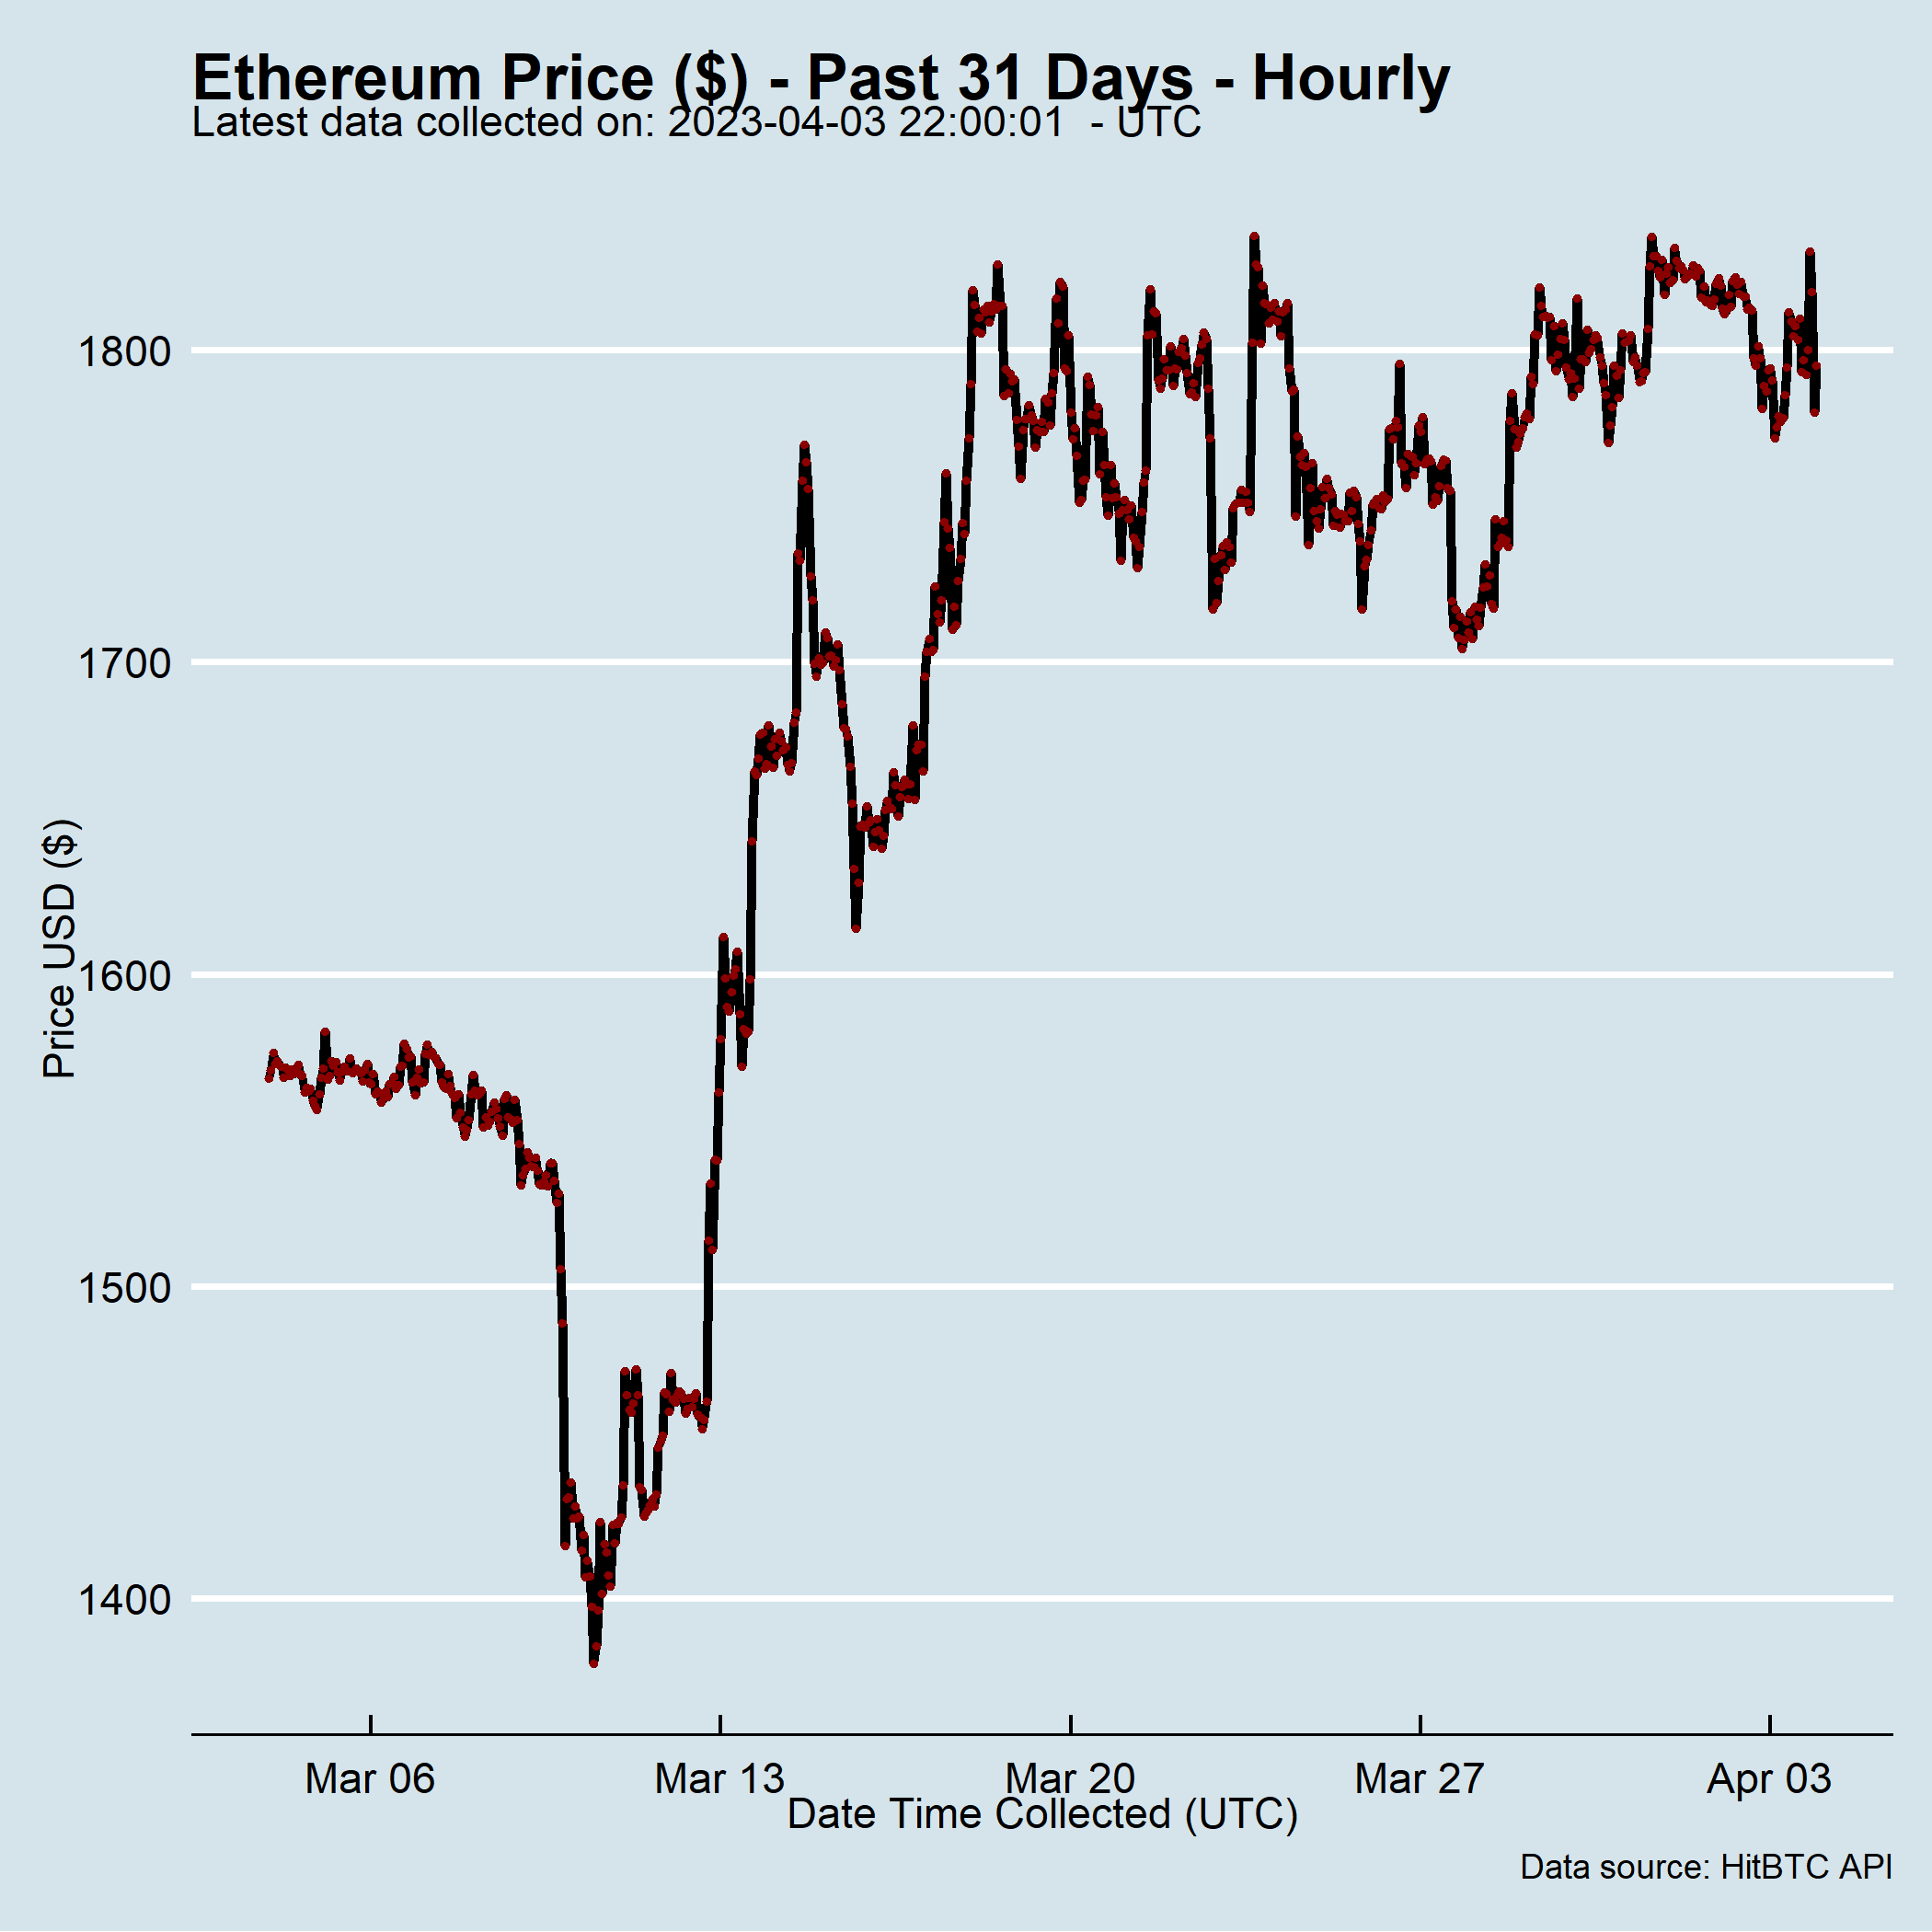 Ethereum Price ($) - Past 31 Days - Hourly
Latest data collected on: 2023-04-03 22:00:01  - UTC
Price USD ($)
1800
1700
1600
1500
1400
Mar 06
Mar 13
Mar 20
Mar 27
Apr 03
Date Time Collected (UTC)
Data source: HitBTC API